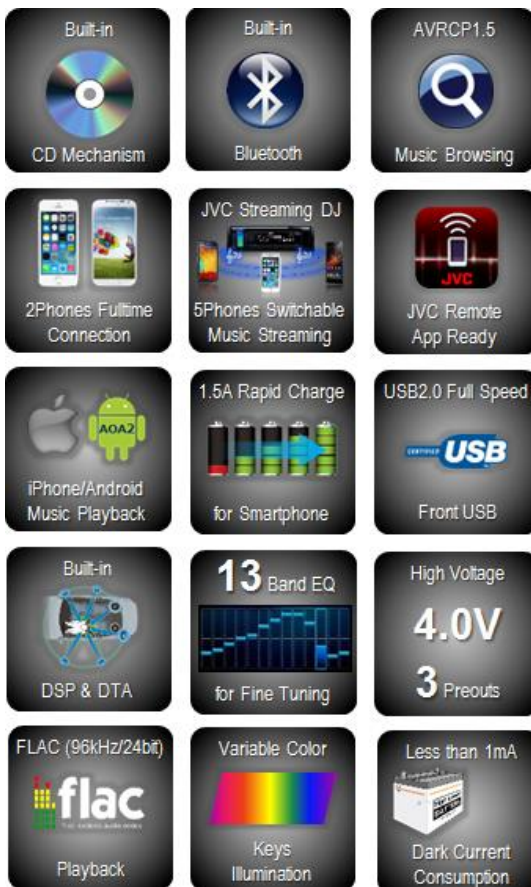 Built-in
CD Mechanism
Built-in
Bluetooth
AVRCP1.5
Music Browsing
2Phones Fulltime
Connection
JVC Streaming DJ
5Phones Switchable
Music Streaming
JVC
JVC Remote
App Ready
AOA2
iPhone/Android
Music Playback
1.5A Rapid Charge
for Smartphone
USB2.0 Full Speed
CERTIFIED USB
Front USB
Built-in
DSP & DTA
13 Band EQ
for Fine Tuning
High Voltage
4.0V
3 Preouts
FLAC (96kHz/24bit)
flac
Playback
Variable Color
Keys
Illumination
Less than 1mA
Dark Current
Consumption